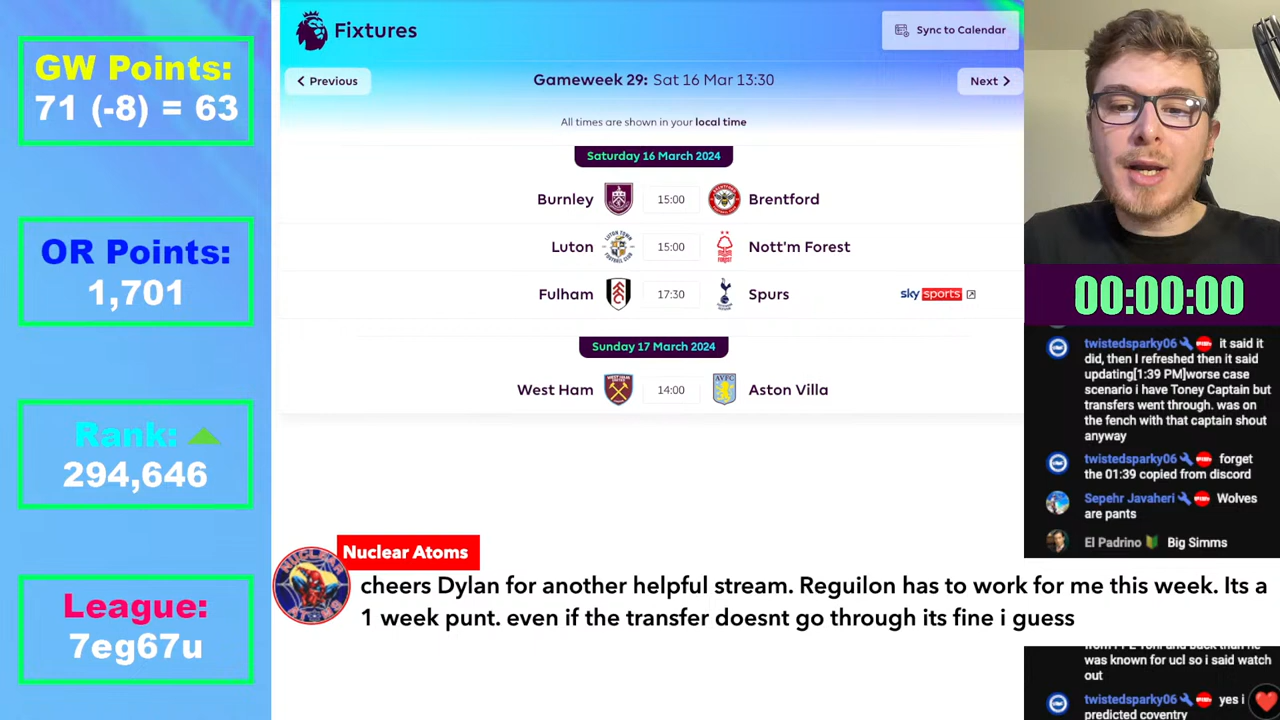 GW Points:
71 (-8) = 63
OR Points:
1,701
Rank:
294,646
League:
7eg67u
Fixtures
Sync to Calendar
Previous
Gameweek 29: Sat 16 Mar 13:30
Next
All times are shown in your local time
Saturday 16 March 2024
Burnley 15:00 Brentford
Luton 15:00 Nott'm Forest
Fulham 17:30 Spurs sky sports
Sunday 17 March 2024
West Ham 14:00 Aston Villa
Nuclear Atoms
cheers Dylan for another helpful stream. Reguilon has to work for me this week. Its a
1 week punt. even if the transfer doesnt go through its fine i guess
00:00:00
twistedsparky06 it said it
did, then I refreshed then it said
updating[1:39 PM]worse case
scenario i have Toney Captain but
transfers went through. was on
the fence with that captain shout
anyway
twistedsparky06 forget
the 01:39 copied from discord
Sepehr Javaheri Wolves
are pants
El Padrino Big Simms
was known for ucl so i said watch
out
twistedsparky06 yes i
predicted coventry